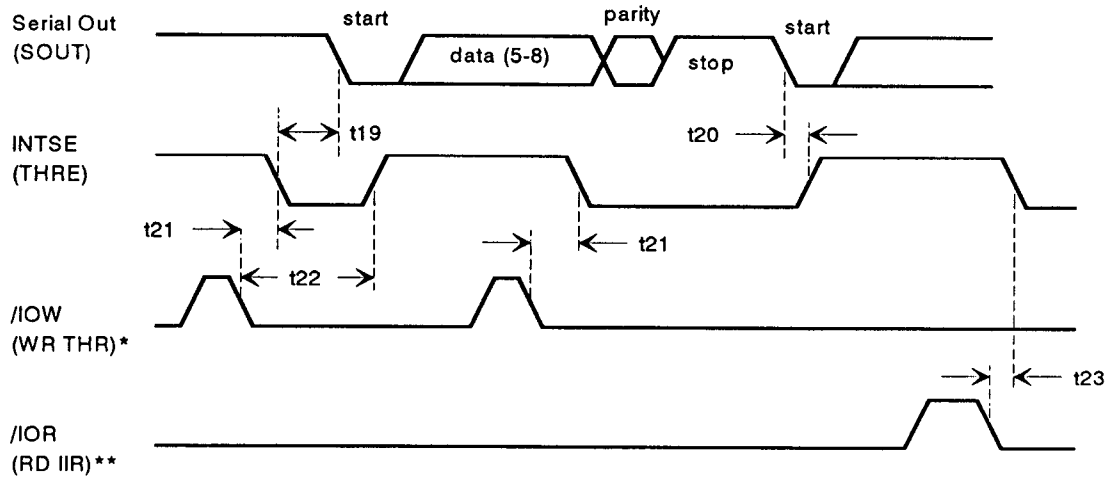 Serial Out
(SOUT)
start
data (5-8)
parity
stop
start
INTSE
(THRE)
t19
t20
t21
t22
t21
/IOW
(WR THR)*
t23
/IOR
(RD IIR)**